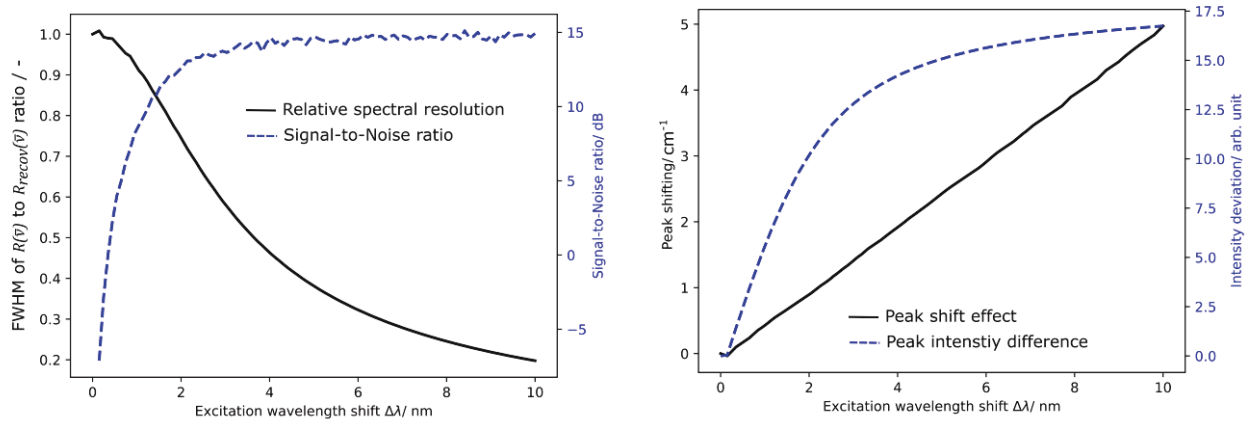 1.0
0.9
0.8
0.7
0.6
0.5
0.4
0.3
0.2
FWHM of R(ṽ) to R_recov(ṽ) ratio / -
Relative spectral resolution
Signal-to-Noise ratio
15
10
5
0
−5
Signal-to-Noise ratio/ dB
0 2 4 6 8 10
Excitation wavelength shift Δλ/ nm
5
4
3
2
1
0
Peak shifting/cm⁻¹
Peak shift effect
Peak intenstiy difference
17.5
15.0
12.5
10.0
7.5
5.0
2.5
0.0
Intensity deviation/ arb. unit
0 2 4 6 8 10
Excitation wavelength shift Δλ/ nm